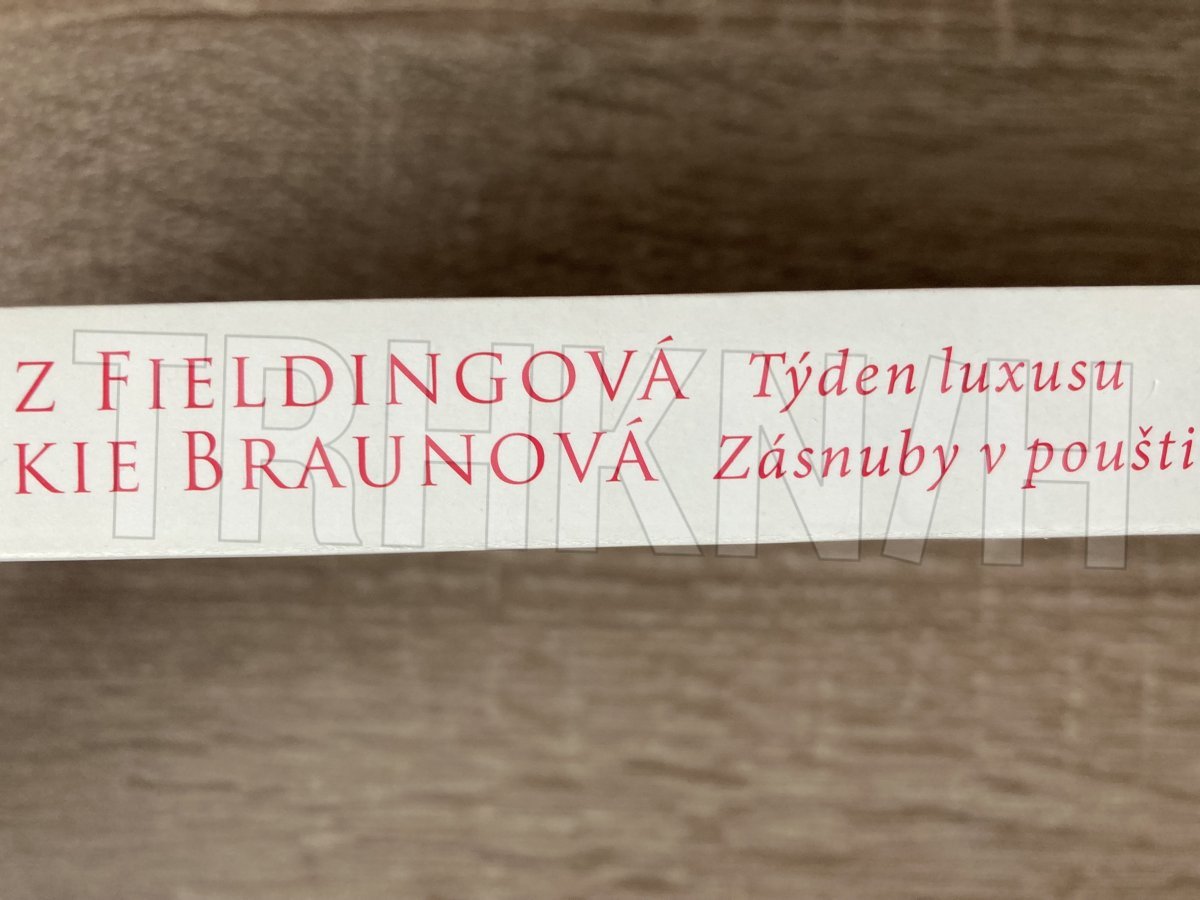 Z FIELDINGOVÁ Týden luxusu
KIE BRAUNOVÁ Zásnuby v poušti
TRHKNIH